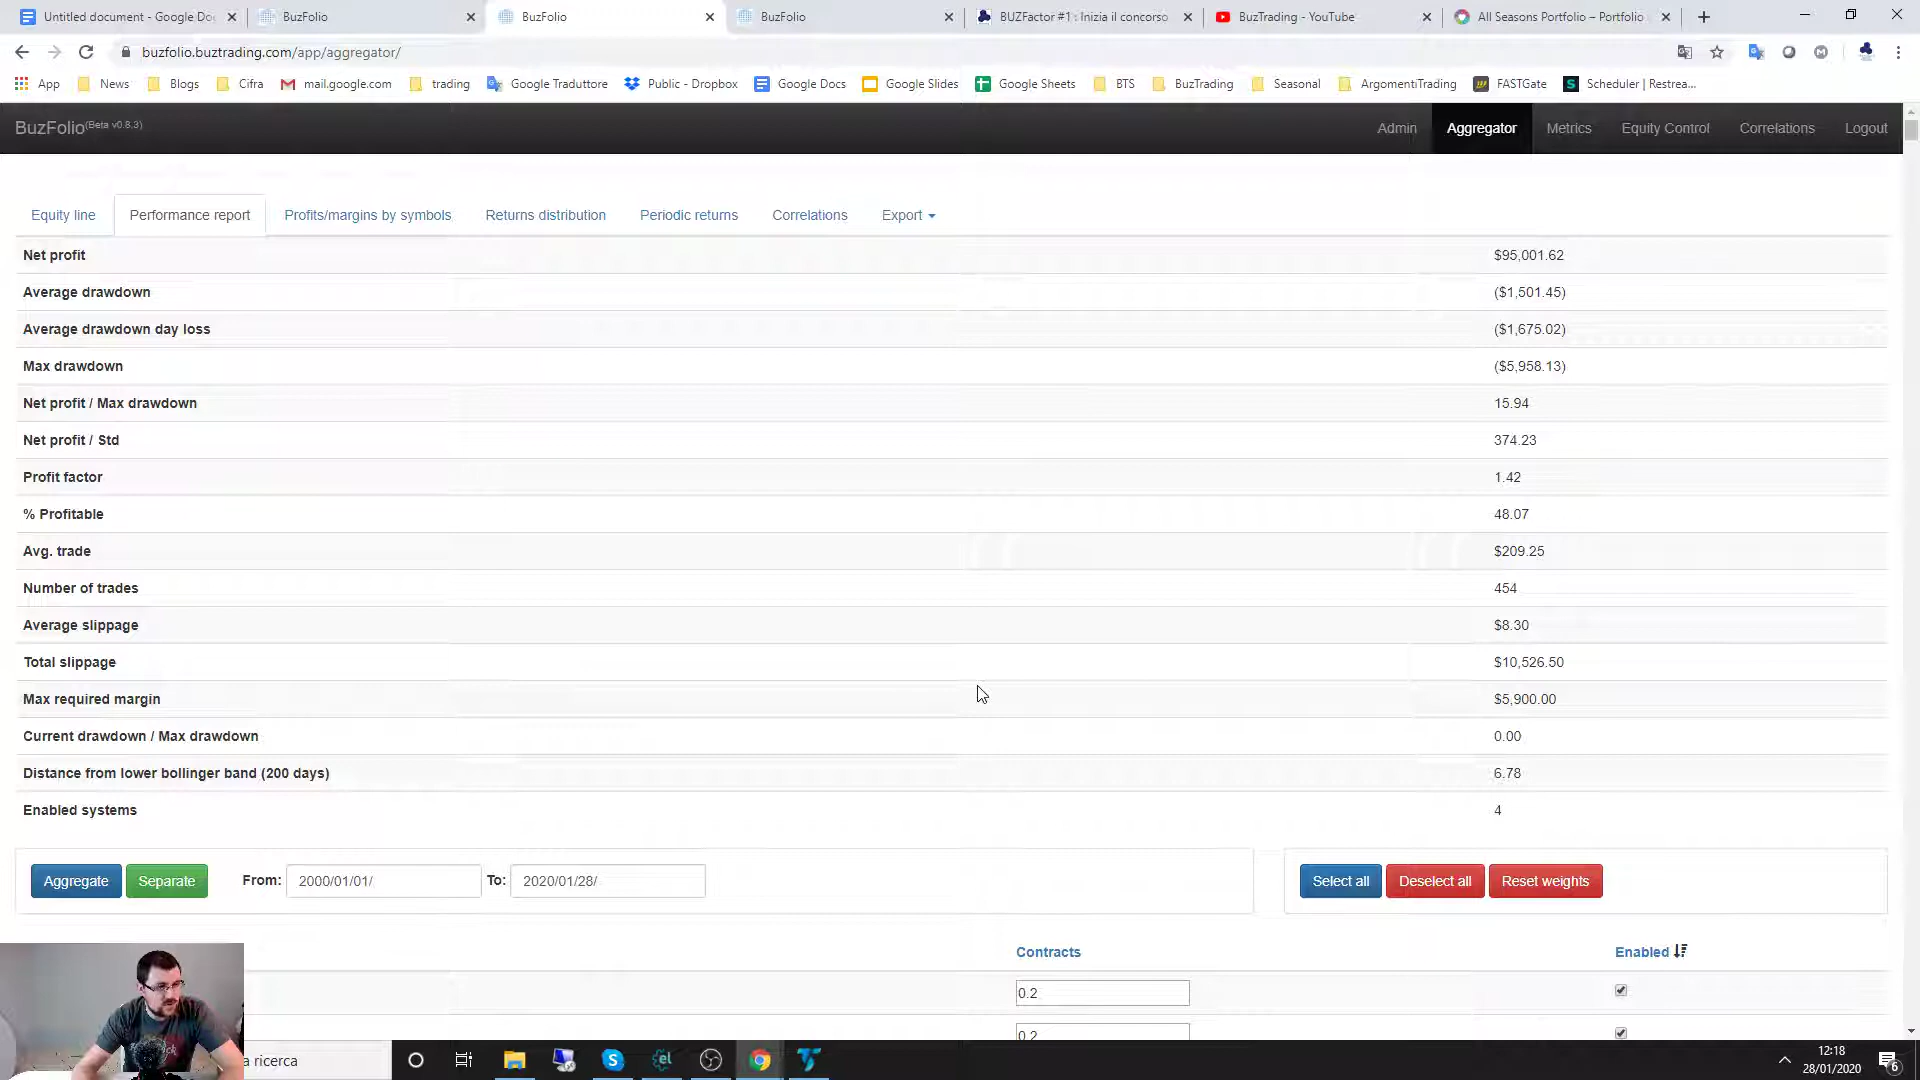 Untitled document - Google Do
BuzFolio
BuzFolio
BuzFolio
BUZFactor #1 : Inizia il concorso
BuzTrading - YouTube
All Seasons Portfolio – Portfolio
buzfolio.buztrading.com/app/aggregator/
App
News
Blogs
Cifra
mail.google.com
trading
Google Traduttore
Public - Dropbox
Google Docs
Google Slides
Google Sheets
BTS
BuzTrading
Seasonal
ArgomentiTrading
FASTGate
Scheduler | Restrea...
BuzFolio(Beta v0.8.3)
Admin
Aggregator
Metrics
Equity Control
Correlations
Logout
Equity line
Performance report
Profits/margins by symbols
Returns distribution
Periodic returns
Correlations
Export
Net profit $95,001.62
Average drawdown ($1,501.45)
Average drawdown day loss ($1,675.02)
Max drawdown ($5,958.13)
Net profit / Max drawdown 15.94
Net profit / Std 374.23
Profit factor 1.42
% Profitable 48.07
Avg. trade $209.25
Number of trades 454
Average slippage $8.30
Total slippage $10,526.50
Max required margin $5,900.00
Current drawdown / Max drawdown 0.00
Distance from lower bollinger band (200 days) 6.78
Enabled systems 4
Aggregate
Separate
From: 2000/01/01/
To: 2020/01/28/
Select all
Deselect all
Reset weights
Contracts
Enabled
0.2
0.2
a ricerca
el
12:18
28/01/2020
6